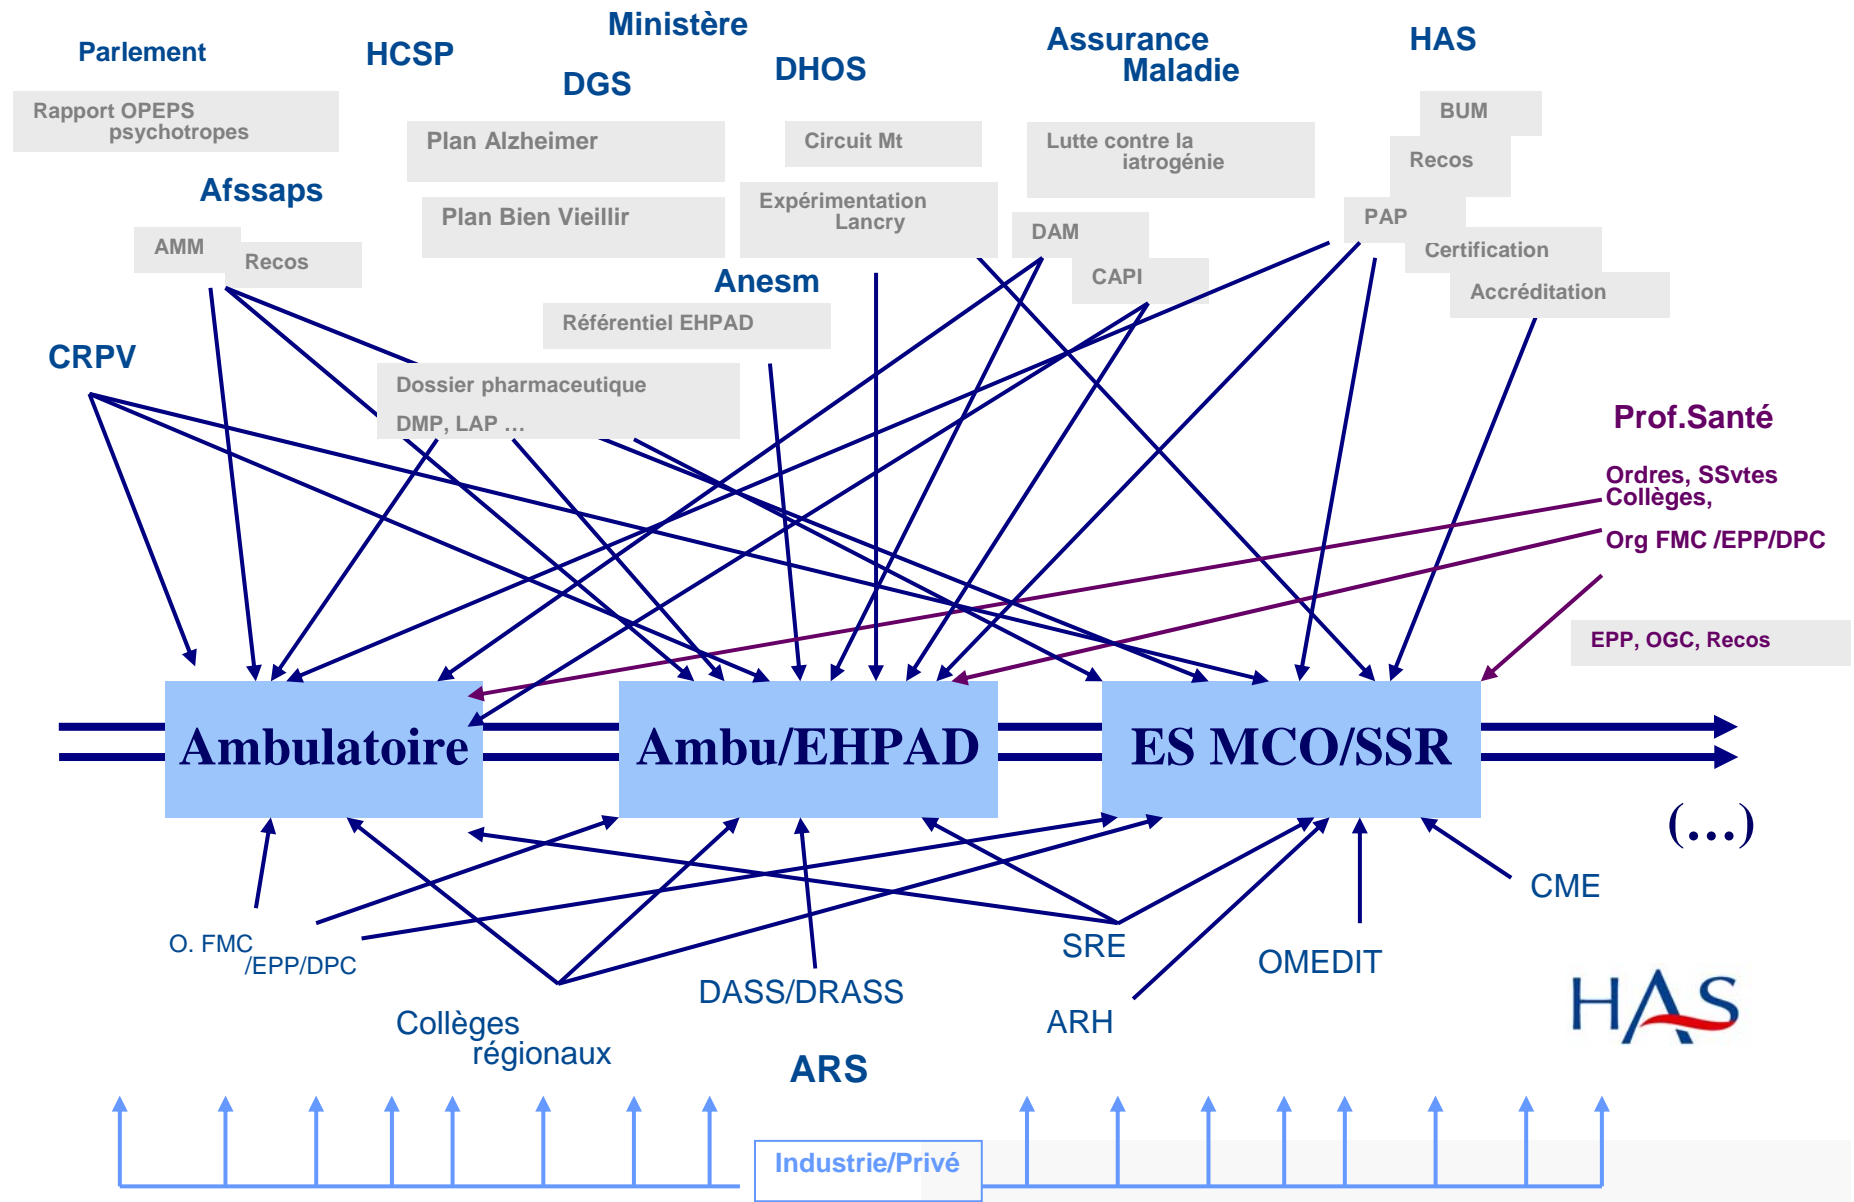 Ministère
Parlement
HCSP
DGS
DHOS
Assurance
Maladie
HAS
Rapport OPEPS
psychotropes
Plan Alzheimer
Circuit Mt
Lutte contre la
iatrogénie
BUM
Recos
Afssaps
Plan Bien Vieillir
Expérimentation
Lancry
DAM
PAP
AMM
Recos
Certification
Anesm
CAPI
Accréditation
Référentiel EHPAD
CRPV
Dossier pharmaceutique
DMP, LAP …
Prof.Santé
Ordres, SSvtes
Collèges,
Org FMC /EPP/DPC
EPP, OGC, Recos
Ambulatoire
Ambu/EHPAD
ES MCO/SSR
(…)
CME
O. FMC
/EPP/DPC
SRE
OMEDIT
DASS/DRASS
Collèges
régionaux
ARH
HAS
ARS
Industrie/Privé